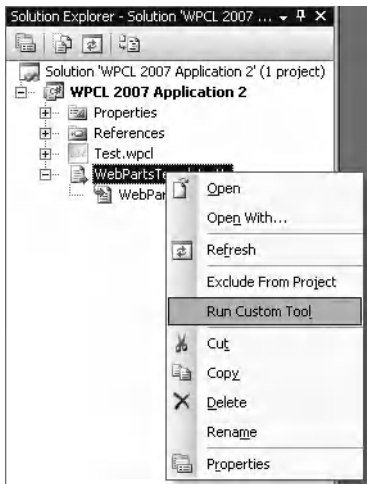 Solution Explorer - Solution 'WPCL 2007 ...
Solution 'WPCL 2007 Application 2' (1 project)
WPCL 2007 Application 2
Properties
References
Test.wpcl
Open
Open With...
Refresh
Exclude From Project
Run Custom Tool
Cut
Copy
Delete
Rename
Properties